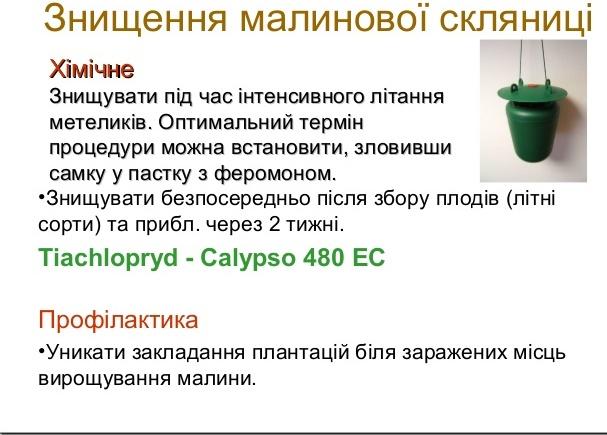 Знищення малинової скляниці
Хімічне
Знищувати під час інтенсивного літання
метеликів. Оптимальний термін
процедури можна встановити, зловивши
самку у пастку з феромоном.
•Знищувати безпосередньо після збору плодів (літні
сорти) та прибл. через 2 тижні.
Tiachlopryd - Calypso 480 EC
Профілактика
•Уникати закладання плантацій біля заражених місць
вирощування малини.